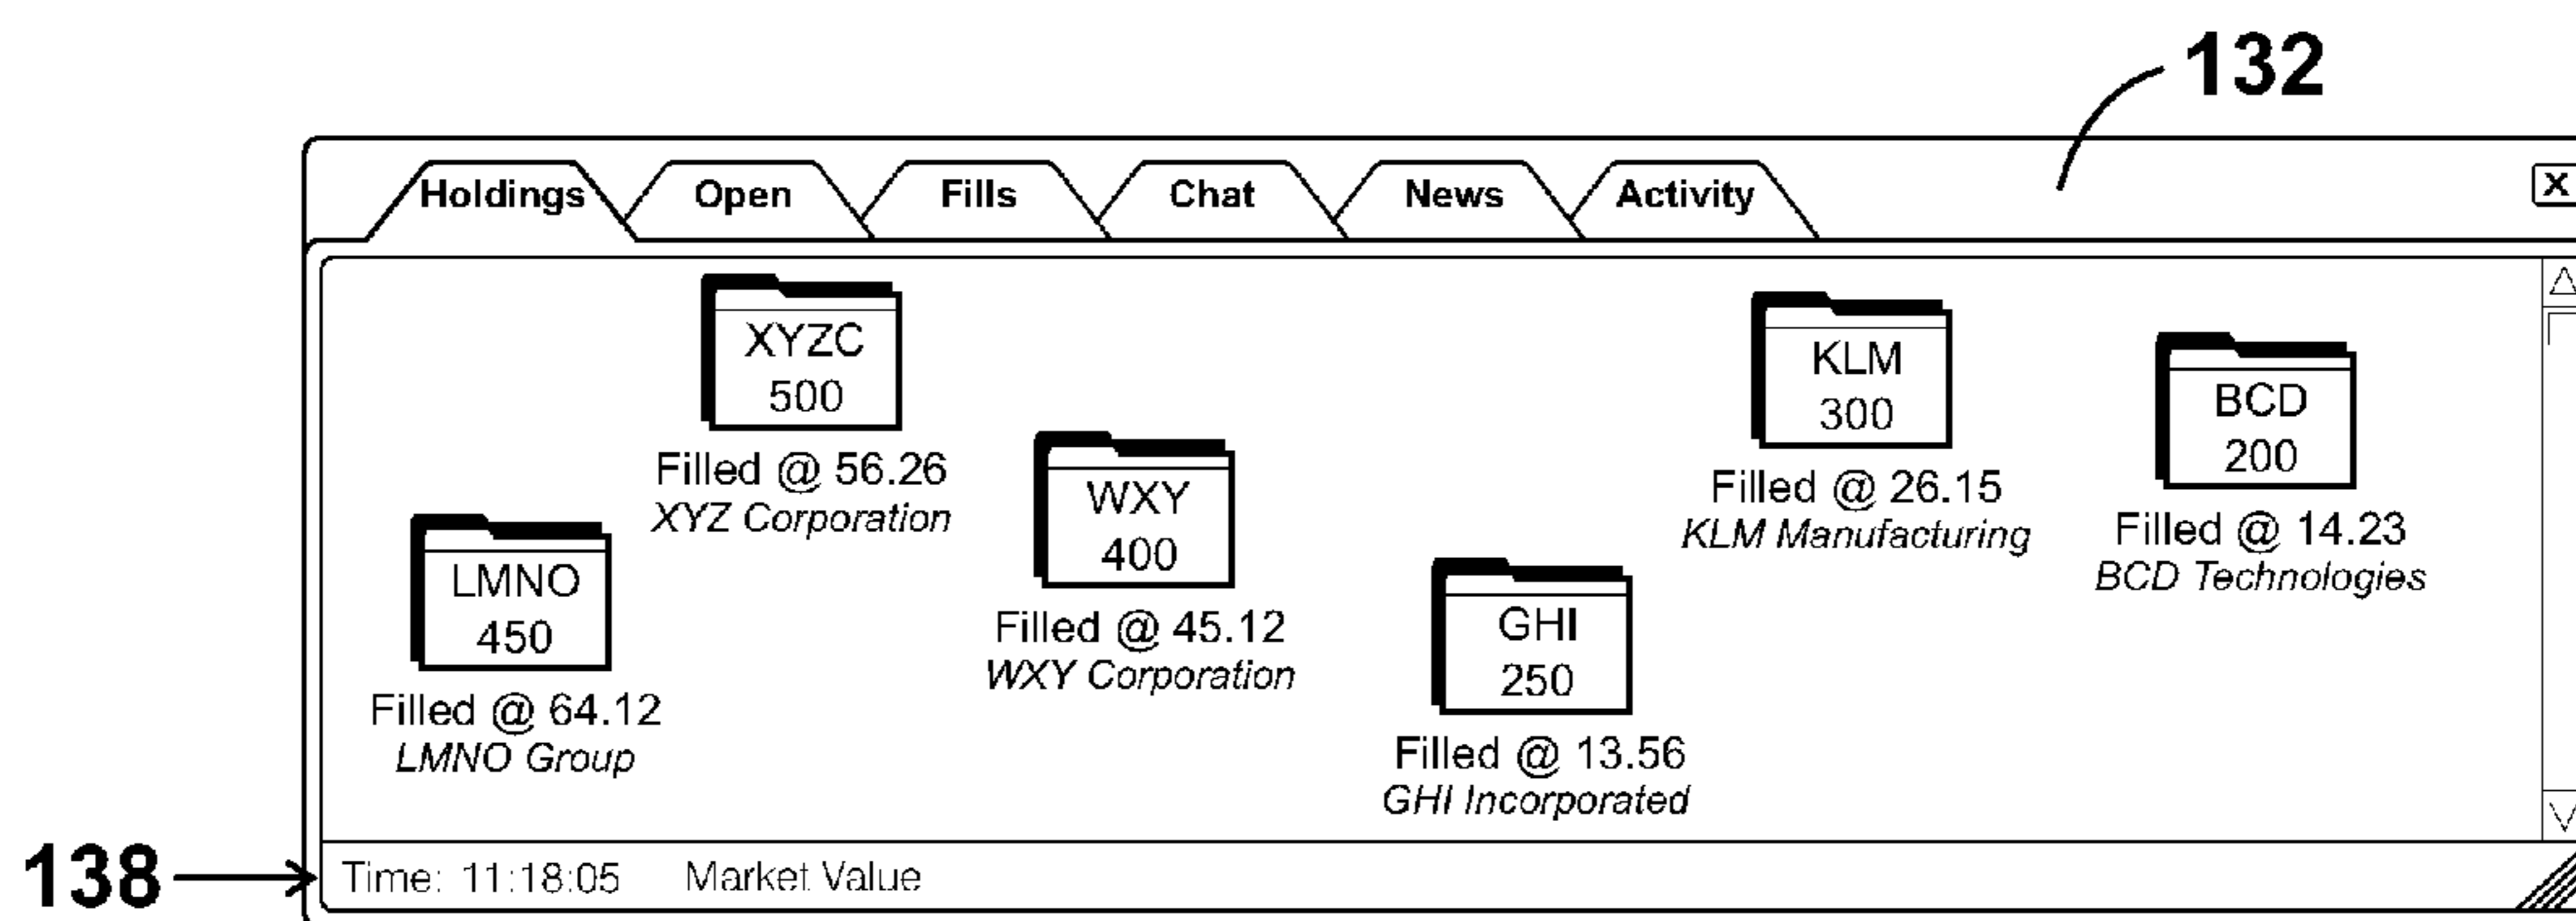 132
Holdings Open Fills Chat News Activity X
XYZC
500
Filled @ 56.26
XYZ Corporation
KLM
300
Filled @ 26.15
KLM Manufacturing
BCD
200
Filled @ 14.23
BCD Technologies
WXY
400
Filled @ 45.12
WXY Corporation
LMNO
450
Filled @ 64.12
LMNO Group
GHI
250
Filled @ 13.56
GHI Incorporated
138
Time: 11:18:05 Market Value